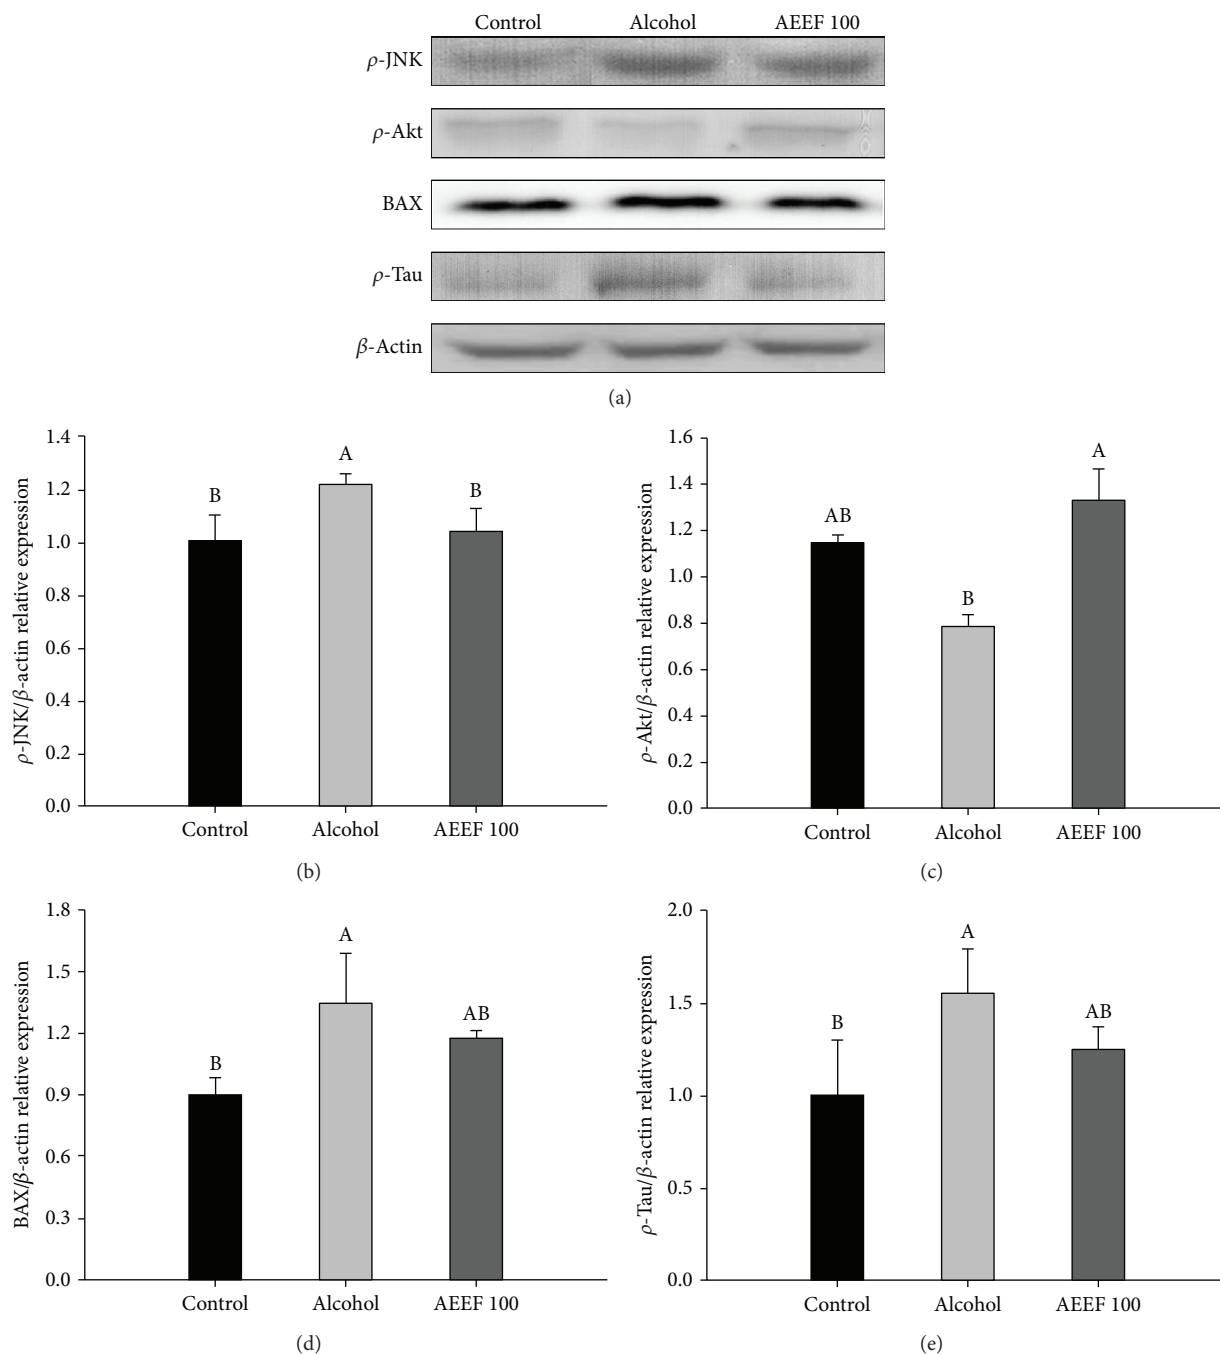 Control Alcohol AEEF 100
ρ-JNK
ρ-Akt
BAX
ρ-Tau
β-Actin
(a)
ρ-JNK/β-actin relative expression
1.4
1.2
1.0
0.8
0.6
0.4
0.2
0.0
B
A
B
Control Alcohol AEEF 100
(b)
ρ-Akt/β-actin relative expression
1.6
1.4
1.2
1.0
0.8
0.6
0.4
0.2
0.0
AB
B
A
Control Alcohol AEEF 100
(c)
BAX/β-actin relative expression
1.8
1.5
1.2
0.9
0.6
0.3
0.0
B
A
AB
Control Alcohol AEEF 100
(d)
ρ-Tau/β-actin relative expression
2.0
1.5
1.0
0.5
0.0
B
A
AB
Control Alcohol AEEF 100
(e)